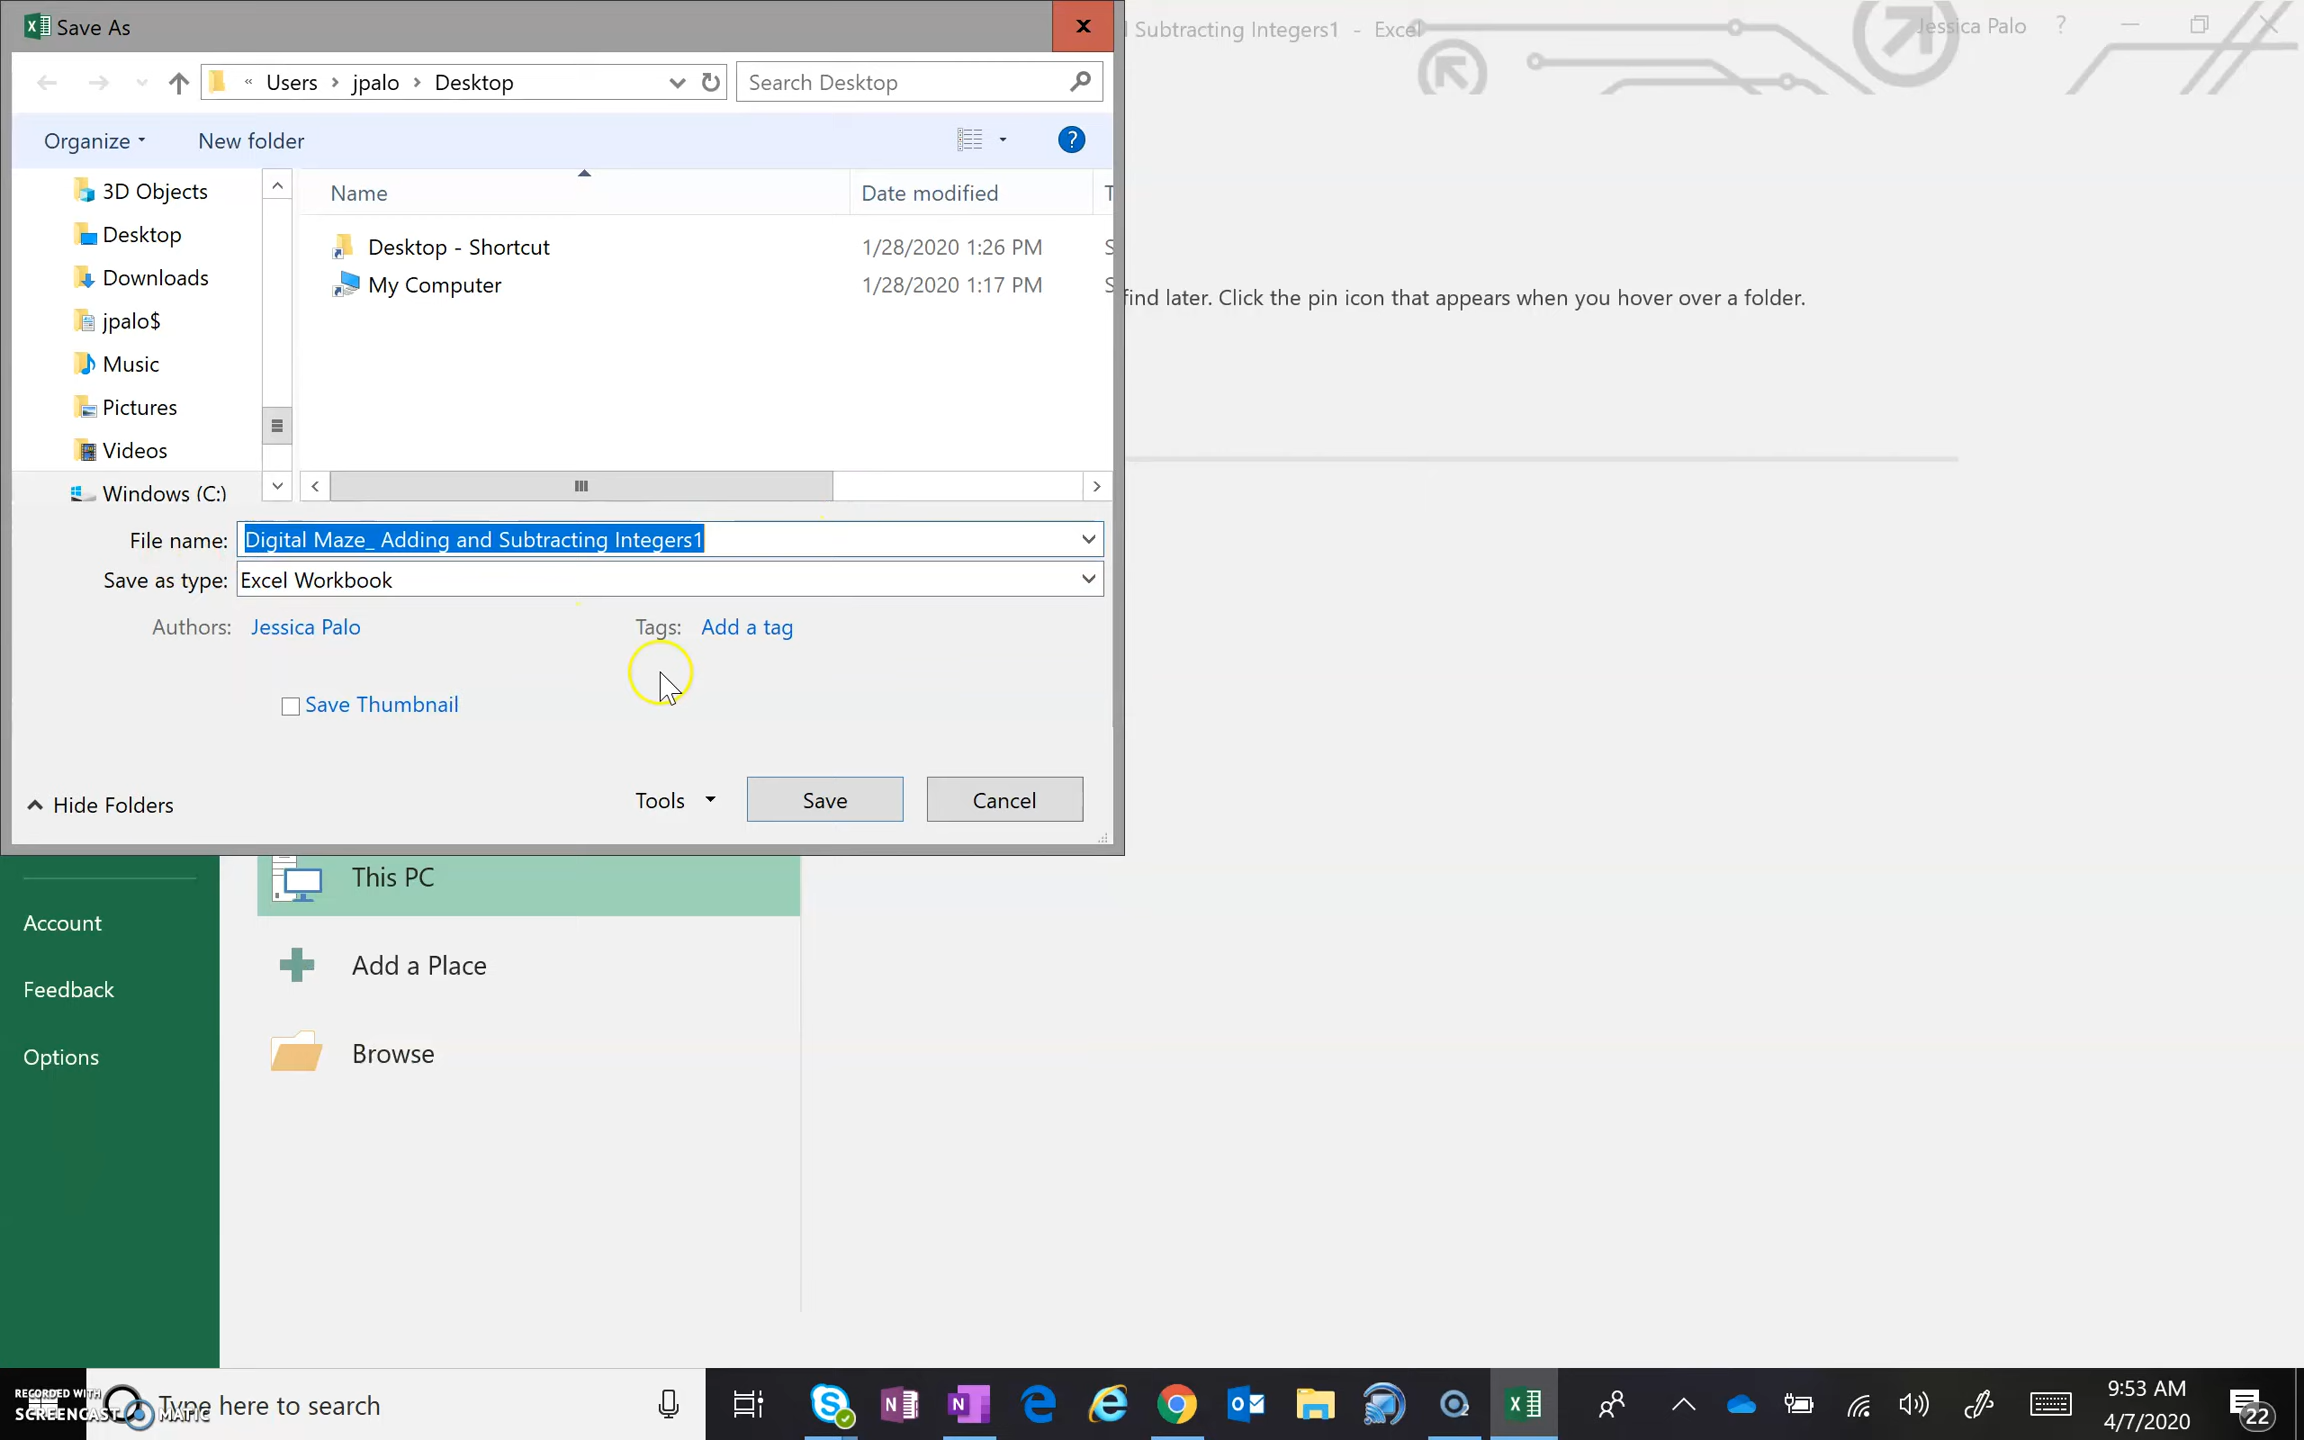 Save As
Subtracting Integers1 - Excel
Jessica Palo
?
« Users › jpalo › Desktop
Search Desktop
Organize
New folder
?
3D Objects
Desktop
Downloads
jpalo$
Music
Pictures
Videos
Windows (C:)
Name
Date modified
Desktop - Shortcut
1/28/2020 1:26 PM
S
My Computer
1/28/2020 1:17 PM
S
find later. Click the pin icon that appears when you hover over a folder.
File name: Digital Maze_ Adding and Subtracting Integers1
Save as type: Excel Workbook
Authors: Jessica Palo
Tags: Add a tag
Save Thumbnail
Hide Folders
Tools
Save
Cancel
This PC
Account
Add a Place
Feedback
Browse
Options
RECORDED WITH
SCREENCAST MATIC
Type here to search
9:53 AM
4/7/2020
22